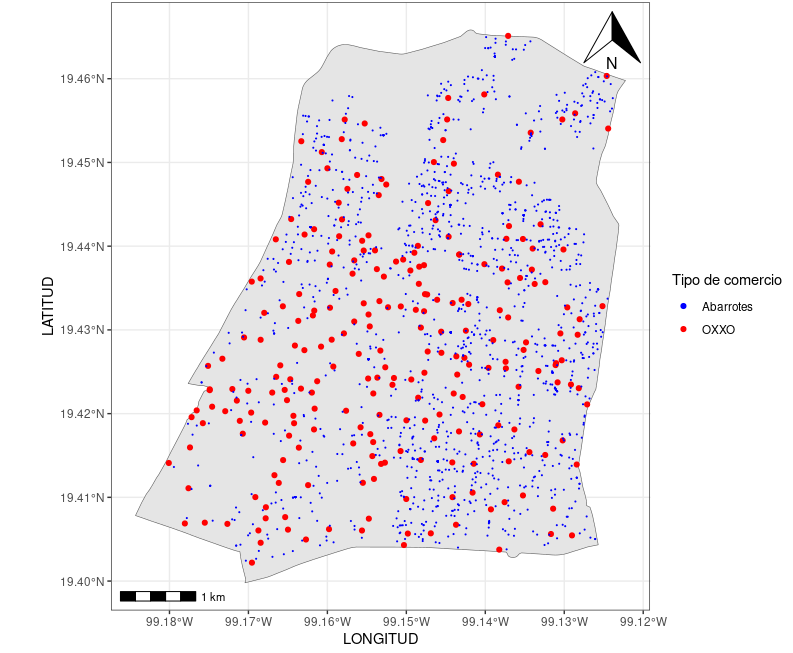 N
19.46°N
19.45°N
19.44°N
19.43°N
19.42°N
19.41°N
19.40°N
LATITUD
1 km
99.18°W 99.17°W 99.16°W 99.15°W 99.14°W 99.13°W 99.12°W
LONGITUD
Tipo de comercio
Abarrotes
OXXO